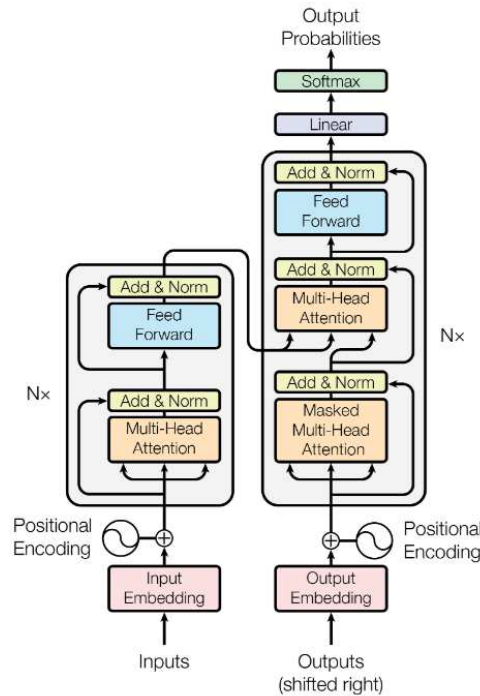 Output
Probabilities
Softmax
Linear
Add & Norm
Feed
Forward
Add & Norm
Multi-Head
Attention
Add & Norm
Masked
Multi-Head
Attention
N×
Positional
Encoding
Output
Embedding
Outputs
(shifted right)
Add & Norm
Feed
Forward
Add & Norm
Multi-Head
Attention
N×
Positional
Encoding
Input
Embedding
Inputs